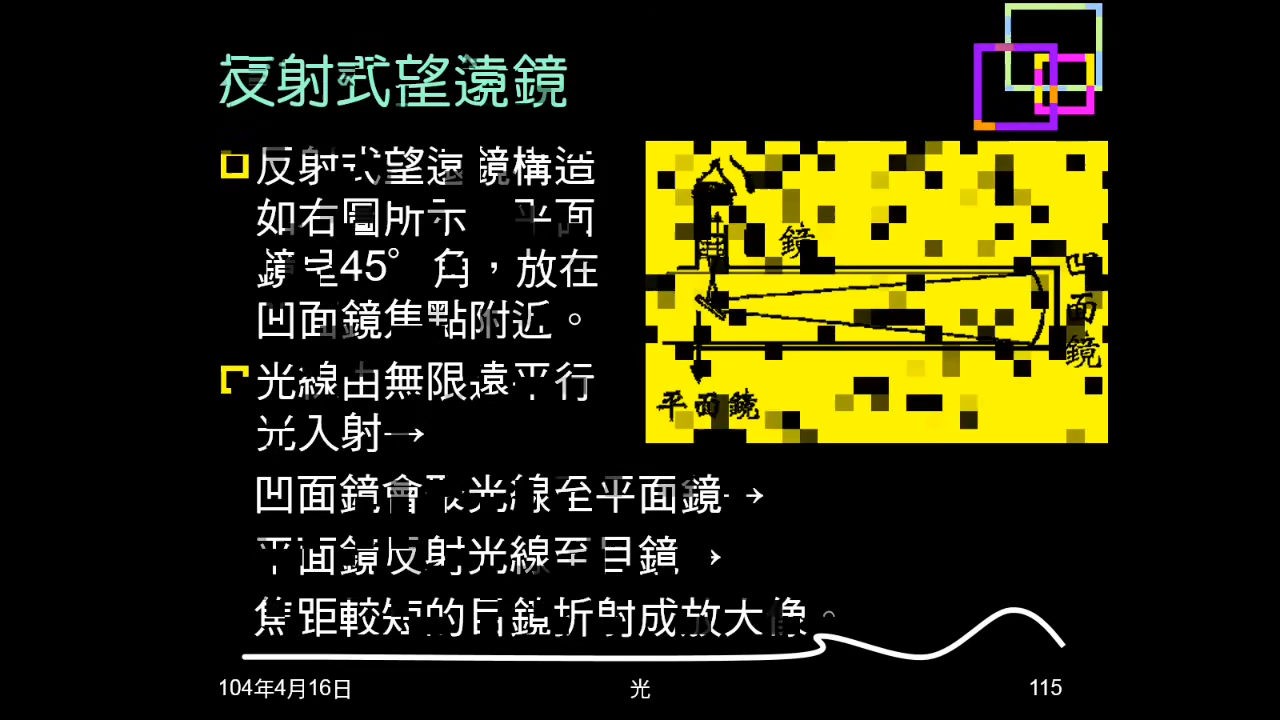 反射式望遠鏡
反射式望遠鏡構造
如右圖所示 平面
鏡呈45°角，放在
凹面鏡焦點附近。
光線由無限遠平行
光入射→
凹面鏡會聚光線至平面鏡→
平面鏡反射光線至目鏡→
焦距較短的目鏡折射成放大像。
鏡
凹面鏡
平面鏡
104年4月16日
光
115